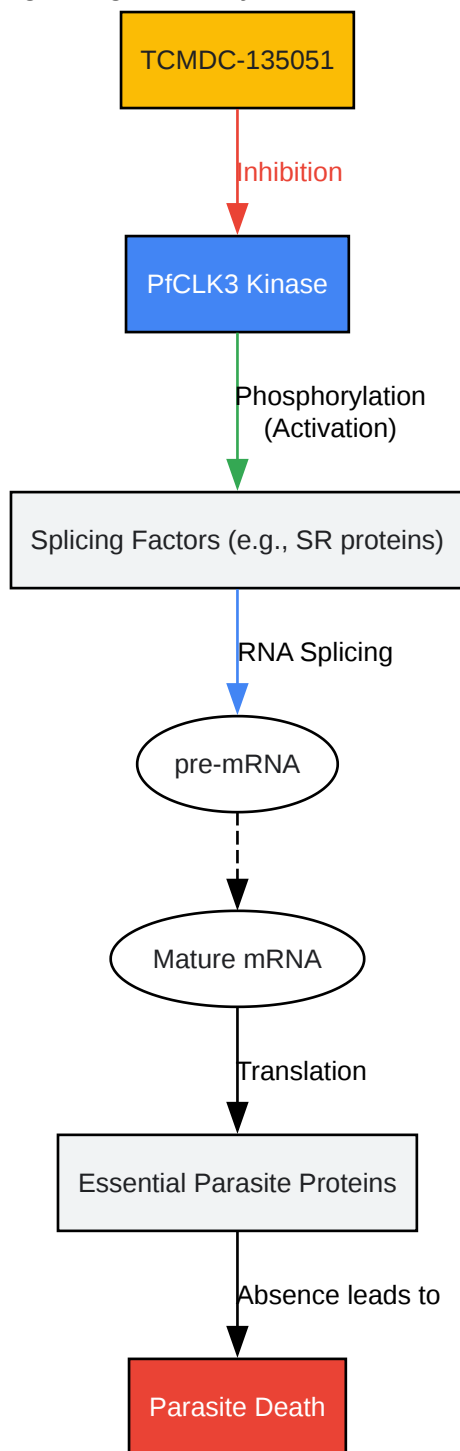 TCMDC-135051
Inhibition
PfCLK3 Kinase
Phosphorylation
(Activation)
Splicing Factors (e.g., SR proteins)
RNA Splicing
pre-mRNA
Mature mRNA
Translation
Essential Parasite Proteins
Absence leads to
Parasite Death